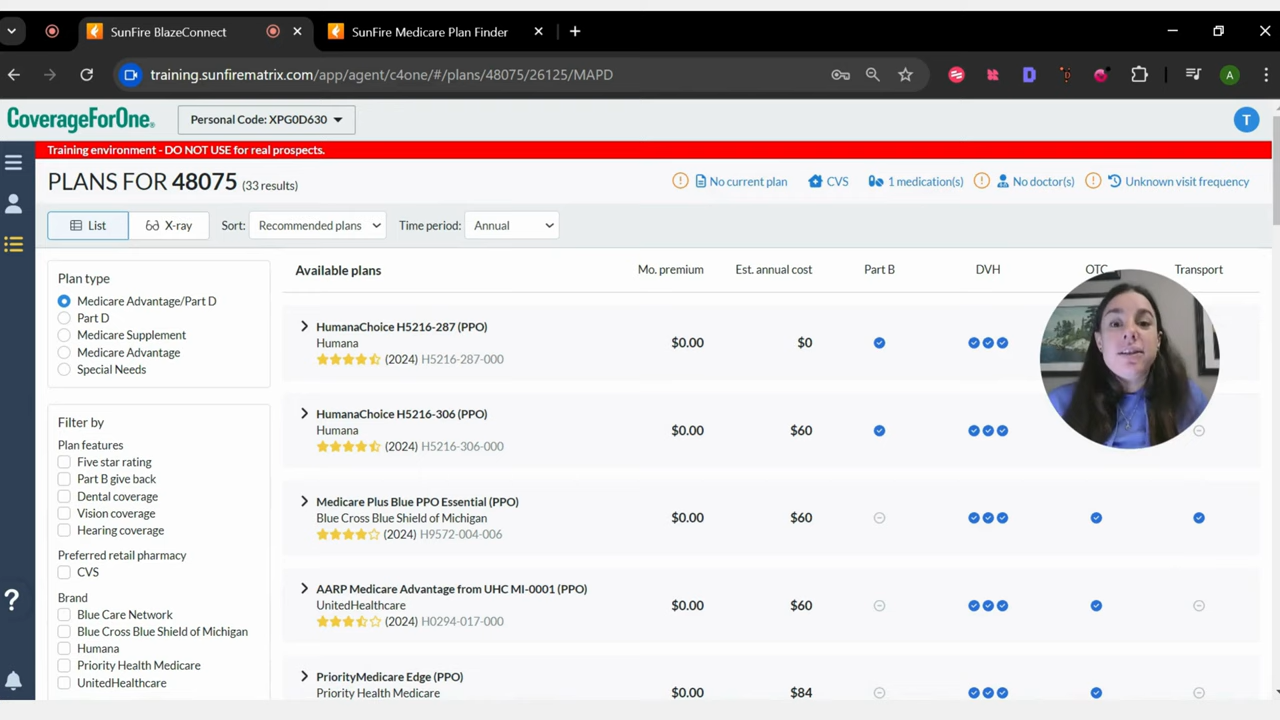 SunFire BlazeConnect
SunFire Medicare Plan Finder
training.sunfirematrix.com/app/agent/c4one/#/plans/48075/26125/MAPD
A
CoverageForOne.
Personal Code: XPG0D630
T
Training environment - DO NOT USE for real prospects.
PLANS FOR 48075 (33 results)
No current plan
CVS
1 medication(s)
No doctor(s)
Unknown visit frequency
List
X-ray
Sort: Recommended plans
Time period: Annual
Plan type
Medicare Advantage/Part D
Part D
Medicare Supplement
Medicare Advantage
Special Needs
Filter by
Plan features
Five star rating
Part B give back
Dental coverage
Vision coverage
Hearing coverage
Preferred retail pharmacy
CVS
Brand
Blue Care Network
Blue Cross Blue Shield of Michigan
Humana
Priority Health Medicare
UnitedHealthcare
Available plans Mo. premium Est. annual cost Part B DVH OTC Transport
HumanaChoice H5216-287 (PPO)
Humana $0.00 $0
(2024) H5216-287-000
HumanaChoice H5216-306 (PPO)
Humana $0.00 $60
(2024) H5216-306-000
Medicare Plus Blue PPO Essential (PPO)
Blue Cross Blue Shield of Michigan $0.00 $60
(2024) H9572-004-006
AARP Medicare Advantage from UHC MI-0001 (PPO)
UnitedHealthcare $0.00 $60
(2024) H0294-017-000
PriorityMedicare Edge (PPO)
Priority Health Medicare $0.00 $84